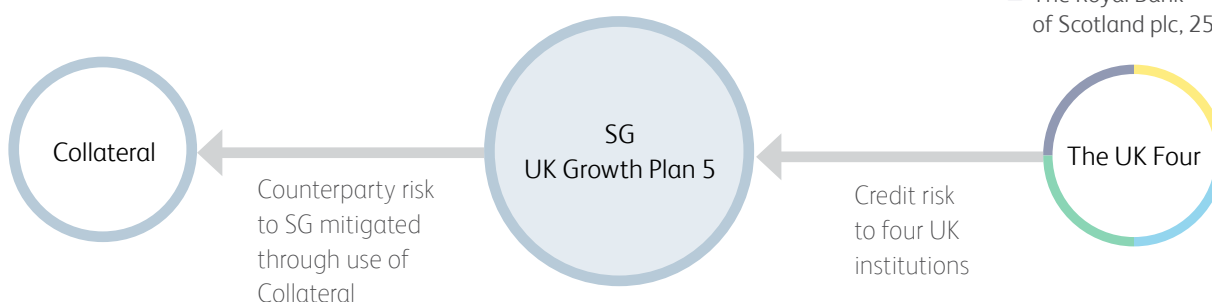 of Scotland plc, 25
Collateral
Counterparty risk
to SG mitigated
through use of
Collateral
SG
UK Growth Plan 5
Credit risk
to four UK
institutions
The UK Four